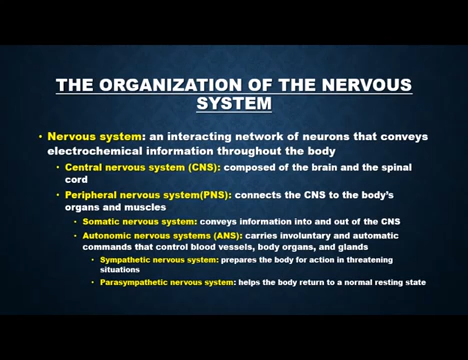 THE ORGANIZATION OF THE NERVOUS
SYSTEM
• Nervous system: an interacting network of neurons that conveys
electrochemical information throughout the body
• Central nervous system (CNS): composed of the brain and the spinal
cord
• Peripheral nervous system(PNS): connects the CNS to the body's
organs and muscles
• Somatic nervous system: conveys information into and out of the CNS
• Autonomic nervous systems (ANS): carries involuntary and automatic
commands that control blood vessels, body organs, and glands
• Sympathetic nervous system: prepares the body for action in threatening
situations
• Parasympathetic nervous system: helps the body return to a normal resting state